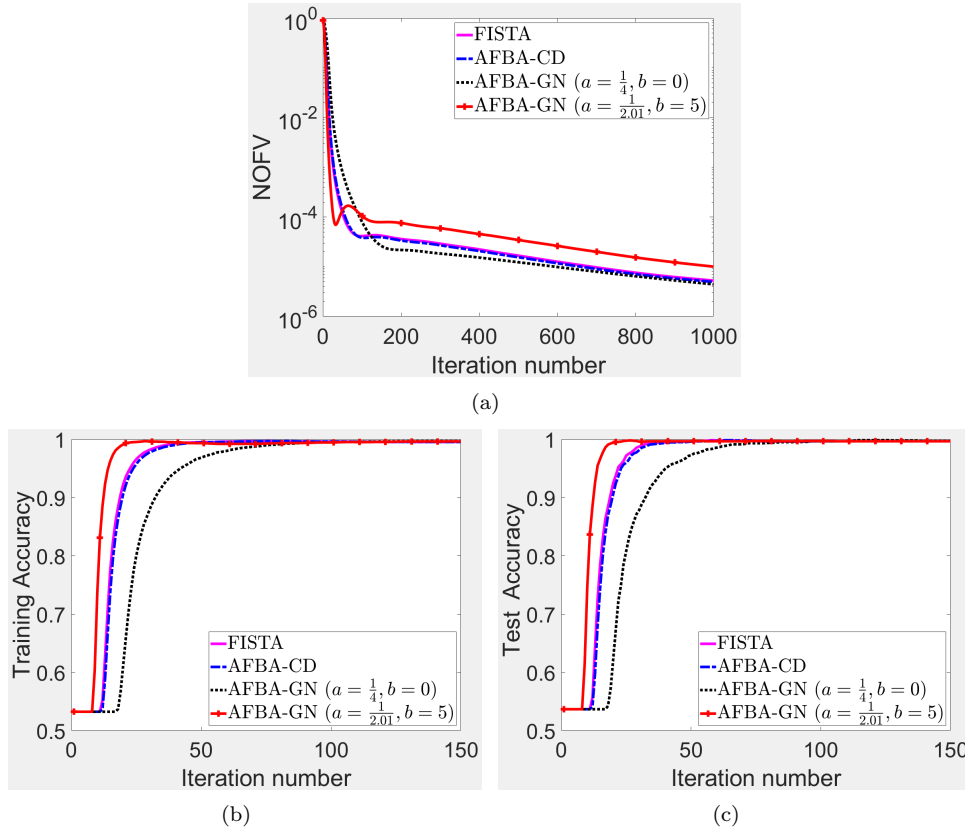 10^0
10^-2
10^-4
10^-6
NOFV
FISTA
AFBA-CD
AFBA-GN (a = 1/4, b = 0)
AFBA-GN (a = 1/2.01, b = 5)
0 200 400 600 800 1000
Iteration number
(a)
1
0.9
0.8
0.7
0.6
0.5
Training Accuracy
FISTA
AFBA-CD
AFBA-GN (a = 1/4, b = 0)
AFBA-GN (a = 1/2.01, b = 5)
0 50 100 150
Iteration number
(b)
1
0.9
0.8
0.7
0.6
0.5
Test Accuracy
FISTA
AFBA-CD
AFBA-GN (a = 1/4, b = 0)
AFBA-GN (a = 1/2.01, b = 5)
0 50 100 150
Iteration number
(c)